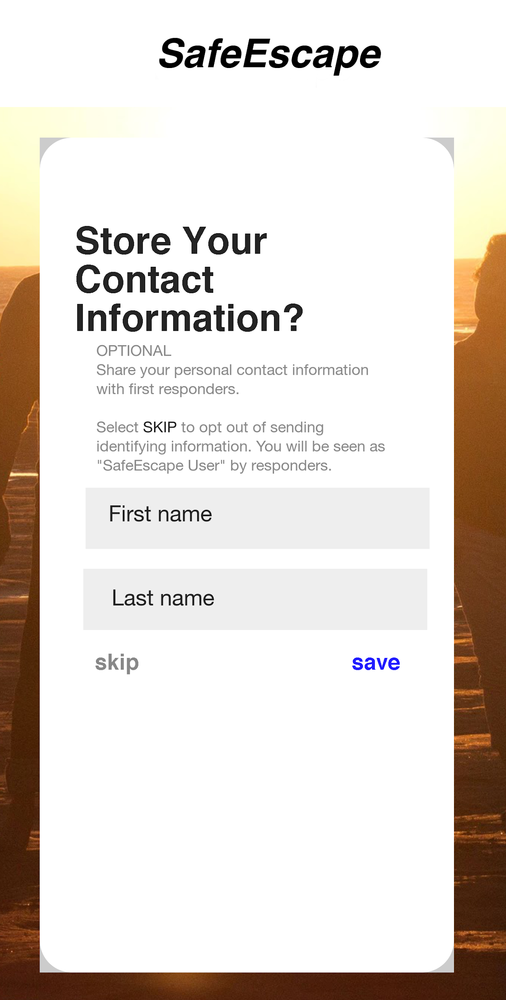 SafeEscape
Store Your
Contact
Information?
OPTIONAL
Share your personal contact information
with first responders.
Select SKIP to opt out of sending
identifying information. You will be seen as
"SafeEscape User" by responders.
First name
Last name
skip save